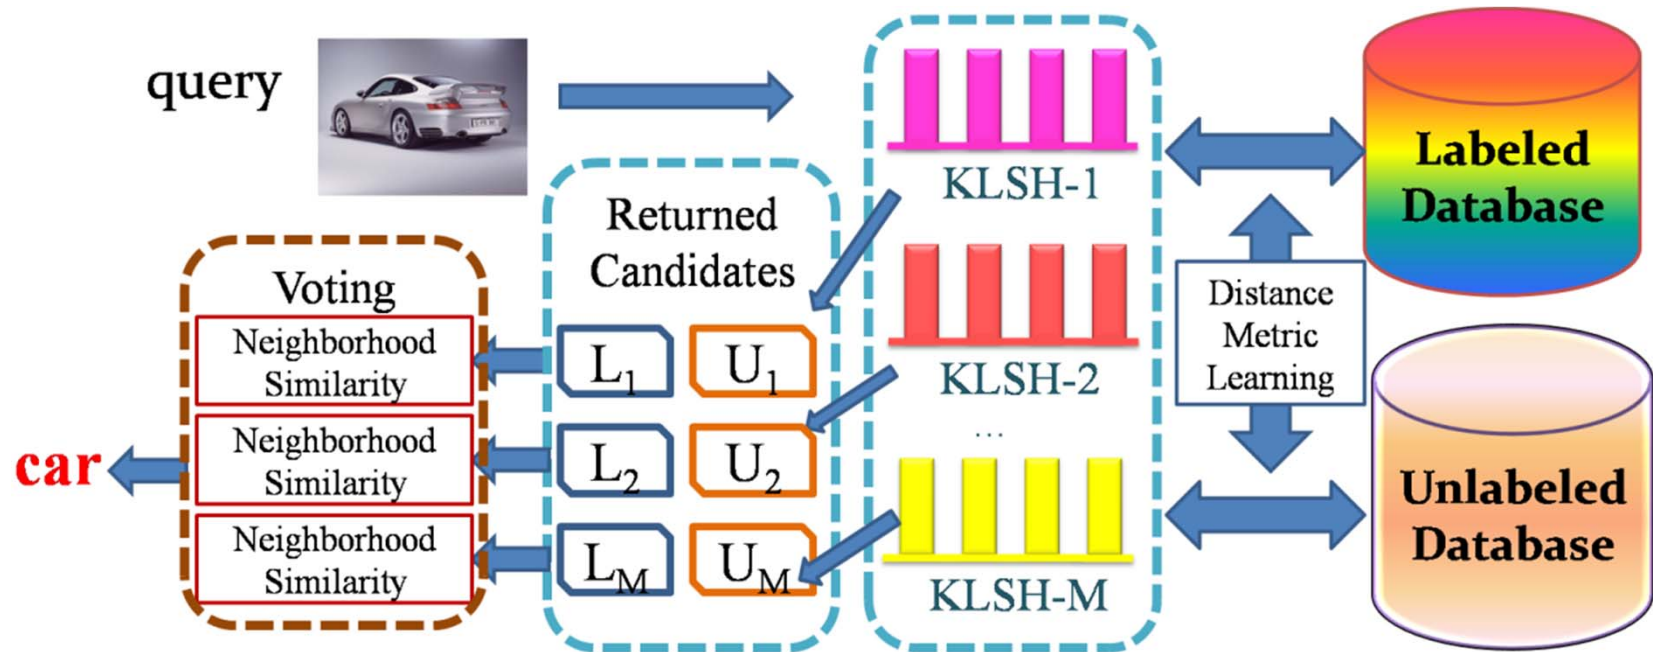 query
KLSH-1
KLSH-2
...
KLSH-M
Labeled
Database
Distance
Metric
Learning
Unlabeled
Database
Returned
Candidates
L1 U1
L2 U2
LM UM
Voting
Neighborhood
Similarity
Neighborhood
Similarity
Neighborhood
Similarity
car